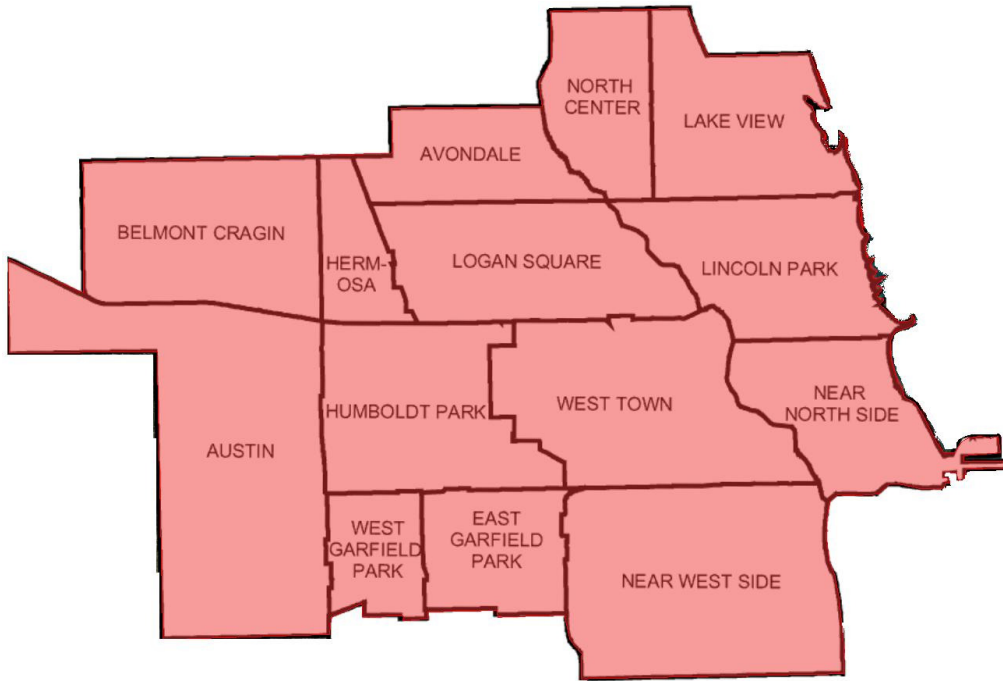 NORTH
CENTER
LAKE VIEW
AVONDALE
BELMONT CRAGIN
HERM-
OSA
LOGAN SQUARE
LINCOLN PARK
HUMBOLDT PARK
WEST TOWN
NEAR
NORTH SIDE
AUSTIN
WEST
GARFIELD
PARK
EAST
GARFIELD
PARK
NEAR WEST SIDE